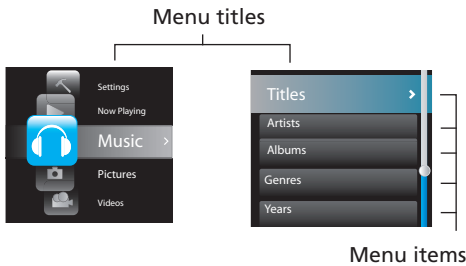 Menu titles
Settings
Now Playing
Music
Pictures
Videos
Titles
Artists
Albums
Genres
Years
Menu items